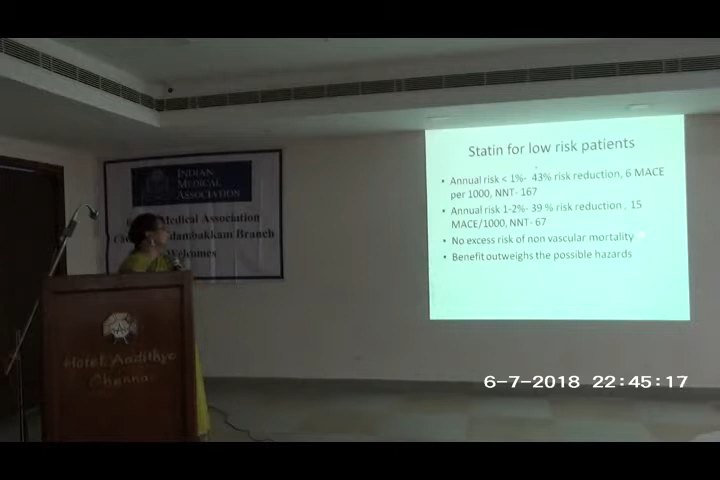 INDIAN
MEDICAL
ASSOCIATION
Medical Association
Kodambakkam Branch
Welcomes
Hotel Aadithya
Chennai
Statin for low risk patients
• Annual risk < 1%- 43% risk reduction, 6 MACE
per 1000, NNT- 167
• Annual risk 1-2%- 39 % risk reduction , 15
MACE/1000, NNT- 67
• No excess risk of non vascular mortality
• Benefit outweighs the possible hazards
6-7-2018 22:45:17